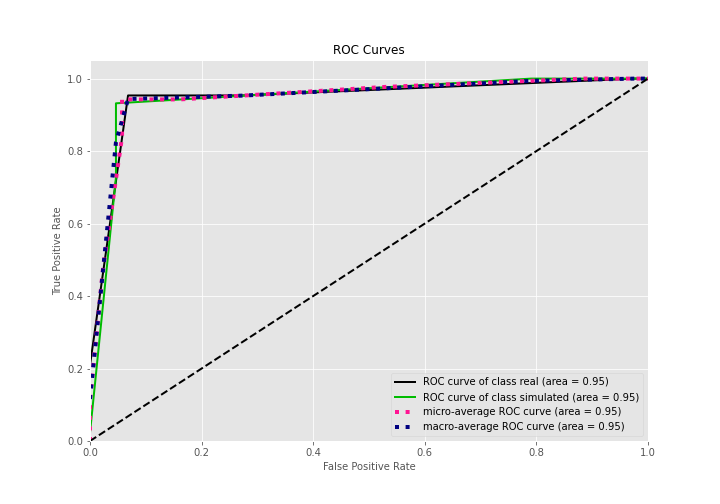 ROC Curves
1.0
0.8
0.6
0.4
0.2
0.0
True Positive Rate
0.0 0.2 0.4 0.6 0.8 1.0
False Positive Rate
ROC curve of class real (area = 0.95)
ROC curve of class simulated (area = 0.95)
micro-average ROC curve (area = 0.95)
macro-average ROC curve (area = 0.95)